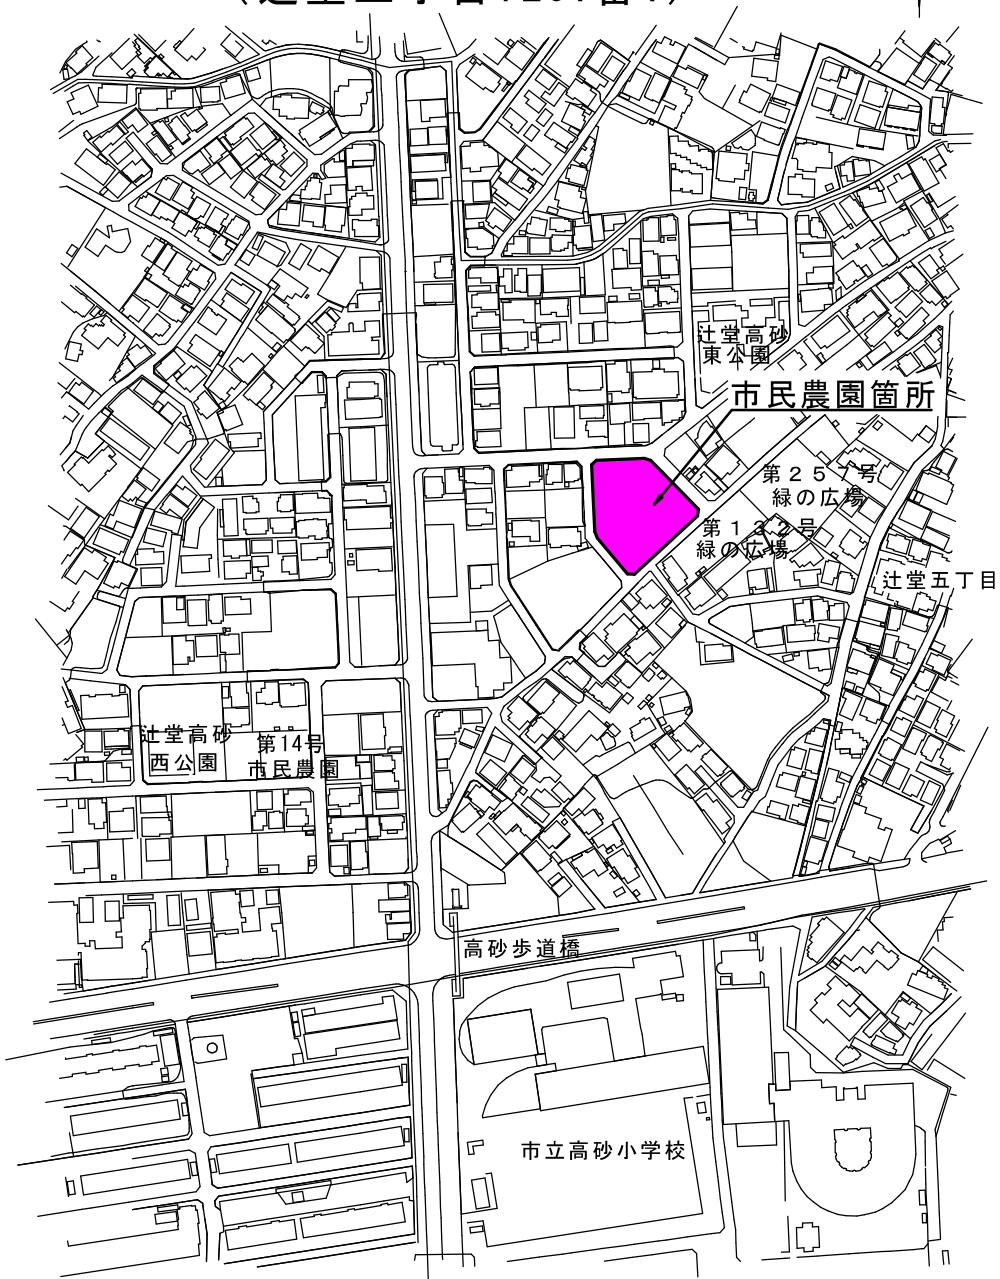 辻堂高砂
東公園
市民農園箇所
第２５７号
緑の広場
第１３２号
緑の広場
辻堂五丁目
辻堂高砂
西公園
第14号
市民農園
高砂歩道橋
市立高砂小学校